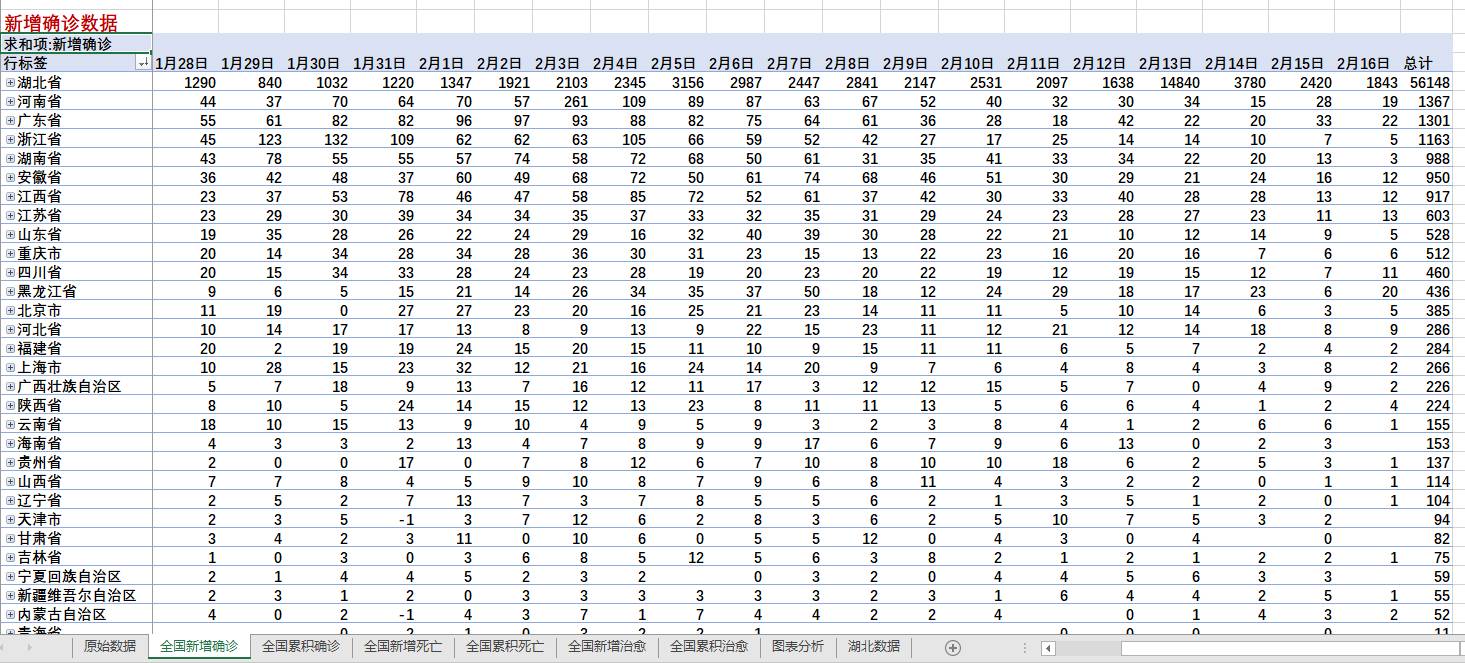 新增确诊数据
求和项:新增确诊
行标签 1月28日 1月29日 1月30日 1月31日 2月1日 2月2日 2月3日 2月4日 2月5日 2月6日 2月7日 2月8日 2月9日 2月10日 2月11日 2月12日 2月13日 2月14日 2月15日 2月16日 总计
湖北省 1290 840 1032 1220 1347 1921 2103 2345 3156 2987 2447 2841 2147 2531 2097 1638 14840 3780 2420 1843 56148
河南省 44 37 70 64 70 57 261 109 89 87 63 67 52 40 32 30 34 15 28 19 1367
广东省 55 61 82 82 96 97 93 88 82 75 64 61 36 28 18 42 22 20 33 22 1301
浙江省 45 123 132 109 62 62 63 105 66 59 52 42 27 17 25 14 14 10 7 5 1163
湖南省 43 78 55 55 57 74 58 72 68 50 61 31 35 41 33 34 22 20 13 3 988
安徽省 36 42 48 37 60 49 68 72 50 61 74 68 46 51 30 29 21 24 16 12 950
江西省 23 37 53 78 46 47 58 85 72 52 61 37 42 30 33 40 28 28 13 12 917
江苏省 23 29 30 39 34 34 35 37 33 32 35 31 29 24 23 28 27 23 11 13 603
山东省 19 35 28 26 22 24 29 16 32 40 39 30 28 22 21 10 12 14 9 5 528
重庆市 20 14 34 28 34 28 36 30 31 23 15 13 22 23 16 20 16 7 6 6 512
四川省 20 15 34 33 28 24 23 28 19 20 23 20 22 19 12 19 15 12 7 11 460
黑龙江省 9 6 5 15 21 14 26 34 35 37 50 18 12 24 29 18 17 23 6 20 436
北京市 11 19 0 27 27 23 20 16 25 21 23 14 11 11 5 10 14 6 3 5 385
河北省 10 14 17 17 13 8 9 13 9 22 15 23 11 12 21 12 14 18 8 9 286
福建省 20 2 19 19 24 15 20 15 11 10 9 15 11 11 6 5 7 2 4 2 284
上海市 10 28 15 23 32 12 21 16 24 14 20 9 7 6 4 8 4 3 8 2 266
广西壮族自治区 5 7 18 9 13 7 16 12 11 17 3 12 12 15 5 7 0 4 9 2 226
陕西省 8 10 5 24 14 15 12 13 23 8 11 11 13 5 6 6 4 1 2 4 224
云南省 18 10 15 13 9 10 4 9 5 9 3 2 3 8 4 1 2 6 6 1 155
海南省 4 3 3 2 13 4 7 8 9 9 17 6 7 9 6 13 0 2 3 153
贵州省 2 0 0 17 0 7 8 12 6 7 10 8 10 10 18 6 2 5 3 1 137
山西省 7 7 8 4 5 9 10 8 7 9 6 8 11 4 3 2 2 0 1 1 114
辽宁省 2 5 2 7 13 7 3 7 8 5 5 6 2 1 3 5 1 2 0 1 104
天津市 2 3 5 -1 3 7 12 6 2 8 3 6 2 5 10 7 5 3 2 94
甘肃省 3 4 2 3 11 0 10 6 0 5 5 12 0 4 3 0 4 0 82
吉林省 1 0 3 0 3 6 8 5 12 5 6 3 8 2 1 2 1 2 2 1 75
宁夏回族自治区 2 1 4 4 5 2 3 2 0 3 2 0 4 4 5 6 3 3 59
新疆维吾尔自治区 2 3 1 2 0 3 3 3 3 3 3 2 3 1 6 4 4 2 5 1 55
内蒙古自治区 4 0 2 -1 4 3 7 1 7 4 4 2 2 4 0 1 4 3 2 52
青海省 0 2 1 0 3 2 2 1 0 0 0 0 11
原始数据 全国新增确诊 全国累积确诊 全国新增死亡 全国累积死亡 全国新增治愈 全国累积治愈 图表分析 湖北数据